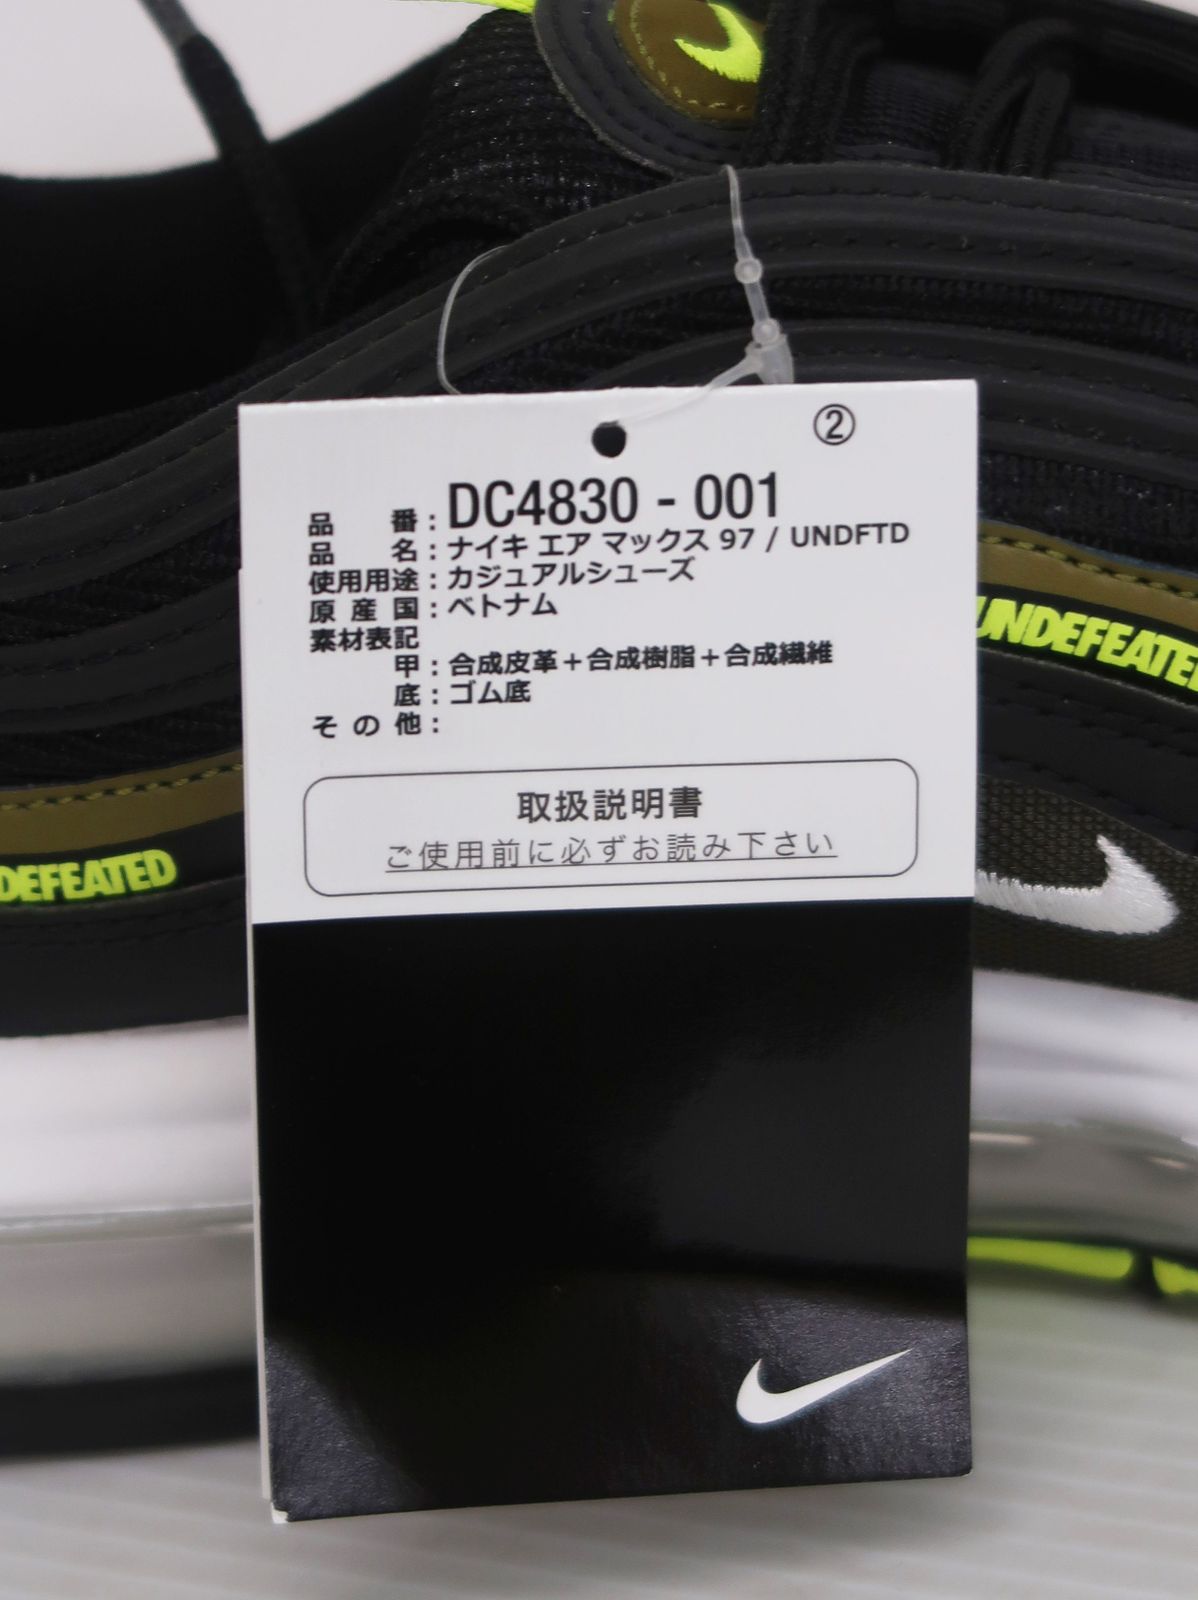 ②
品番:DC4830 - 001
品名:ナイキ エア マックス 97 / UNDFTD
使用用途:カジュアルシューズ
原産国:ベトナム
素材表記
甲:合成皮革+合成樹脂+合成繊維
底:ゴム底
その他:
取扱説明書
ご使用前に必ずお読み下さい
UNDEFEATED
DEFEATED